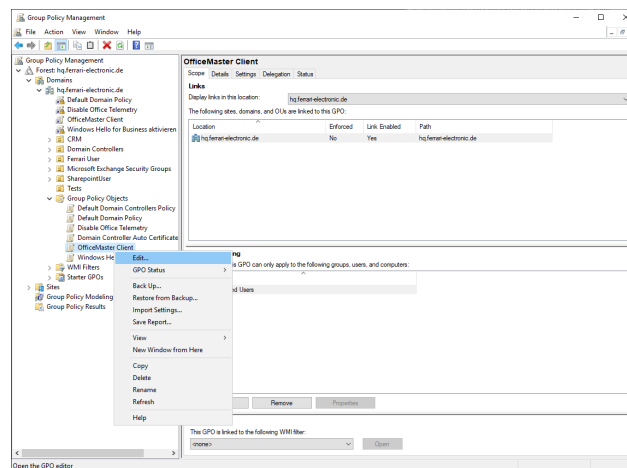 Group Policy Management
File Action View Window Help
Group Policy Management
Forest: hq.ferrari-electronic.de
Domains
hq.ferrari-electronic.de
Default Domain Policy
Disable Office Telemetry
OfficeMaster Client
Windows Hello for Business aktivieren
CRM
Domain Controllers
Ferrari User
Microsoft Exchange Security Groups
SharepointUser
Tests
Group Policy Objects
Default Domain Controllers Policy
Default Domain Policy
Disable Office Telemetry
Domain Controller Auto Certificate
OfficeMaster Client
Windows He
WMI Filters
Starter GPOs
Sites
Group Policy Modeling
Group Policy Results
Edit...
GPO Status
Back Up...
Restore from Backup...
Import Settings...
Save Report...
View
New Window from Here
Copy
Delete
Rename
Refresh
Help
OfficeMaster Client
Scope Details Settings Delegation Status
Links
Display links in this location: hq.ferrari-electronic.de
The following sites, domains, and OUs are linked to this GPO:
Location Enforced Link Enabled Path
hq.ferrari-electronic.de No Yes hq.ferrari-electronic.de
ng
s GPO can only apply to the following groups, users, and computers:
d Users
Remove Properties
This GPO is linked to the following WMI filter:
<none> Open
Open the GPO editor